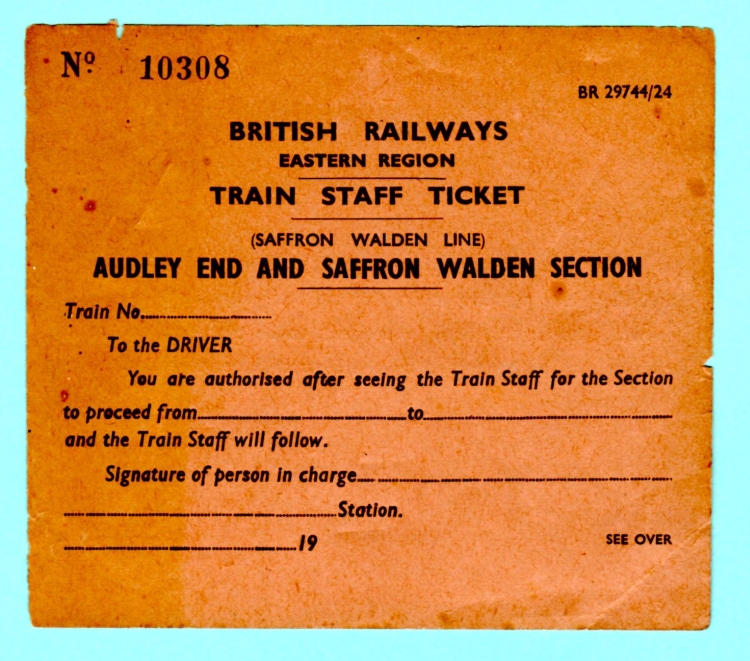 Nº 10308
BR 29744/24
BRITISH RAILWAYS
EASTERN REGION
TRAIN STAFF TICKET
(SAFFRON WALDEN LINE)
AUDLEY END AND SAFFRON WALDEN SECTION
Train No..............................
To the DRIVER
You are authorised after seeing the Train Staff for the Section
to proceed from..................................................to..................................................
and the Train Staff will follow.
Signature of person in charge..................................................
..................................................Station.
..................................................19
SEE OVER